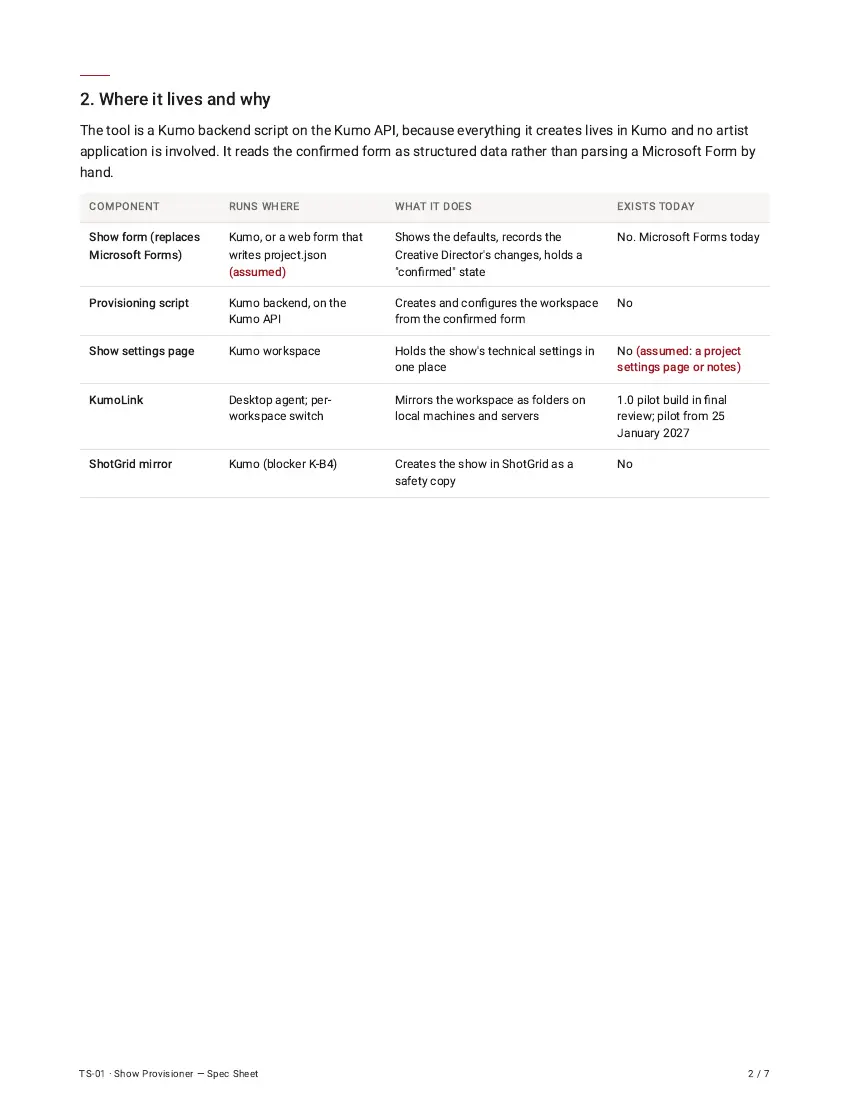 2. Where it lives and why
The tool is a Kumo backend script on the Kumo API, because everything it creates lives in Kumo and no artist
application is involved. It reads the confirmed form as structured data rather than parsing a Microsoft Form by
hand.
COMPONENT RUNS WHERE WHAT IT DOES EXISTS TODAY
Show form (replaces Kumo, or a web form that Shows the defaults, records the No. Microsoft Forms today
Microsoft Forms) writes project.json Creative Director's changes, holds a
(assumed) "confirmed" state
Provisioning script Kumo backend, on the Creates and configures the workspace No
Kumo API from the confirmed form
Show settings page Kumo workspace Holds the show's technical settings in No (assumed: a project
one place settings page or notes)
KumoLink Desktop agent; per- Mirrors the workspace as folders on 1.0 pilot build in final
workspace switch local machines and servers review; pilot from 25
January 2027
ShotGrid mirror Kumo (blocker K-B4) Creates the show in ShotGrid as a No
safety copy
TS-01 · Show Provisioner — Spec Sheet 2 / 7